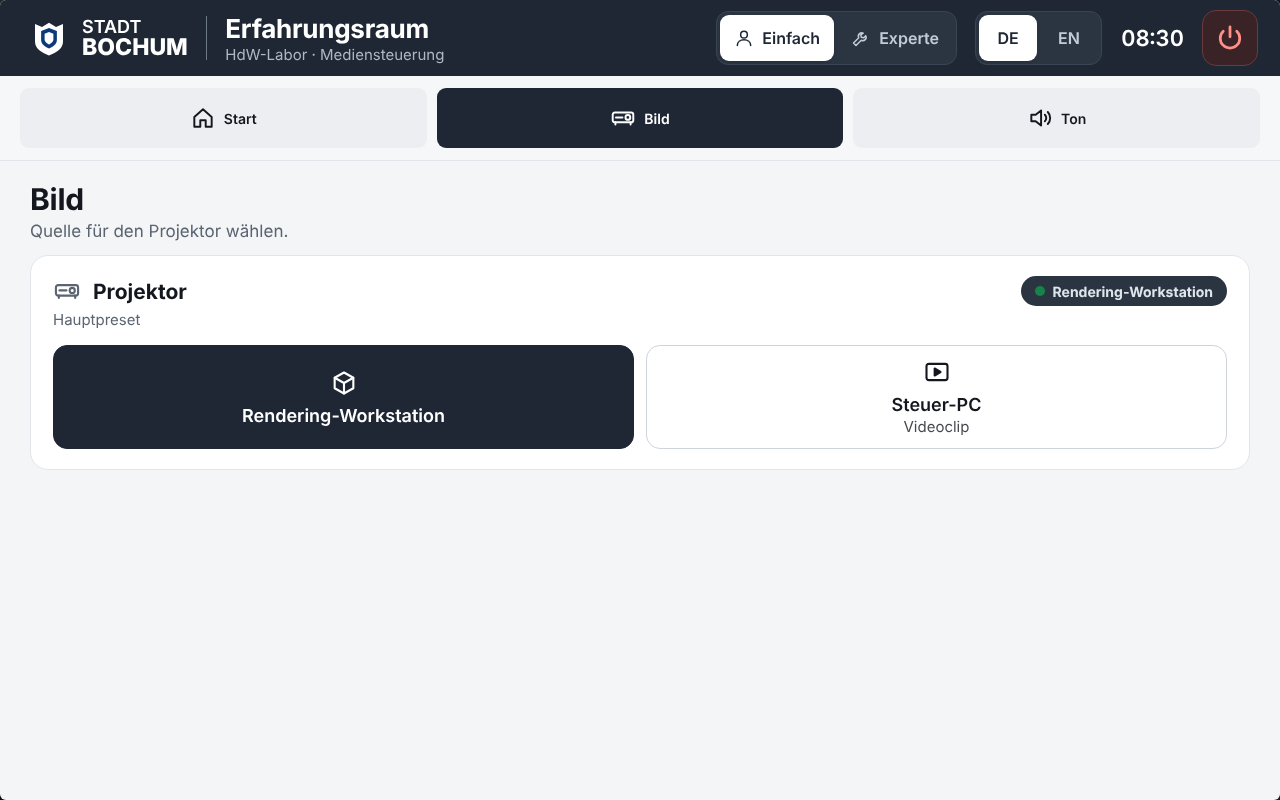 STADT
BOCHUM
Erfahrungsraum
HdW-Labor · Mediensteuerung
Einfach
Experte
DE
EN
08:30
Start
Bild
Ton
Bild
Quelle für den Projektor wählen.
Projektor
Rendering-Workstation
Hauptpreset
Rendering-Workstation
Steuer-PC
Videoclip